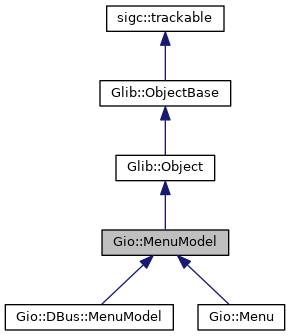 sigc::trackable
Glib::ObjectBase
Glib::Object
Gio::MenuModel
Gio::DBus::MenuModel
Gio::Menu